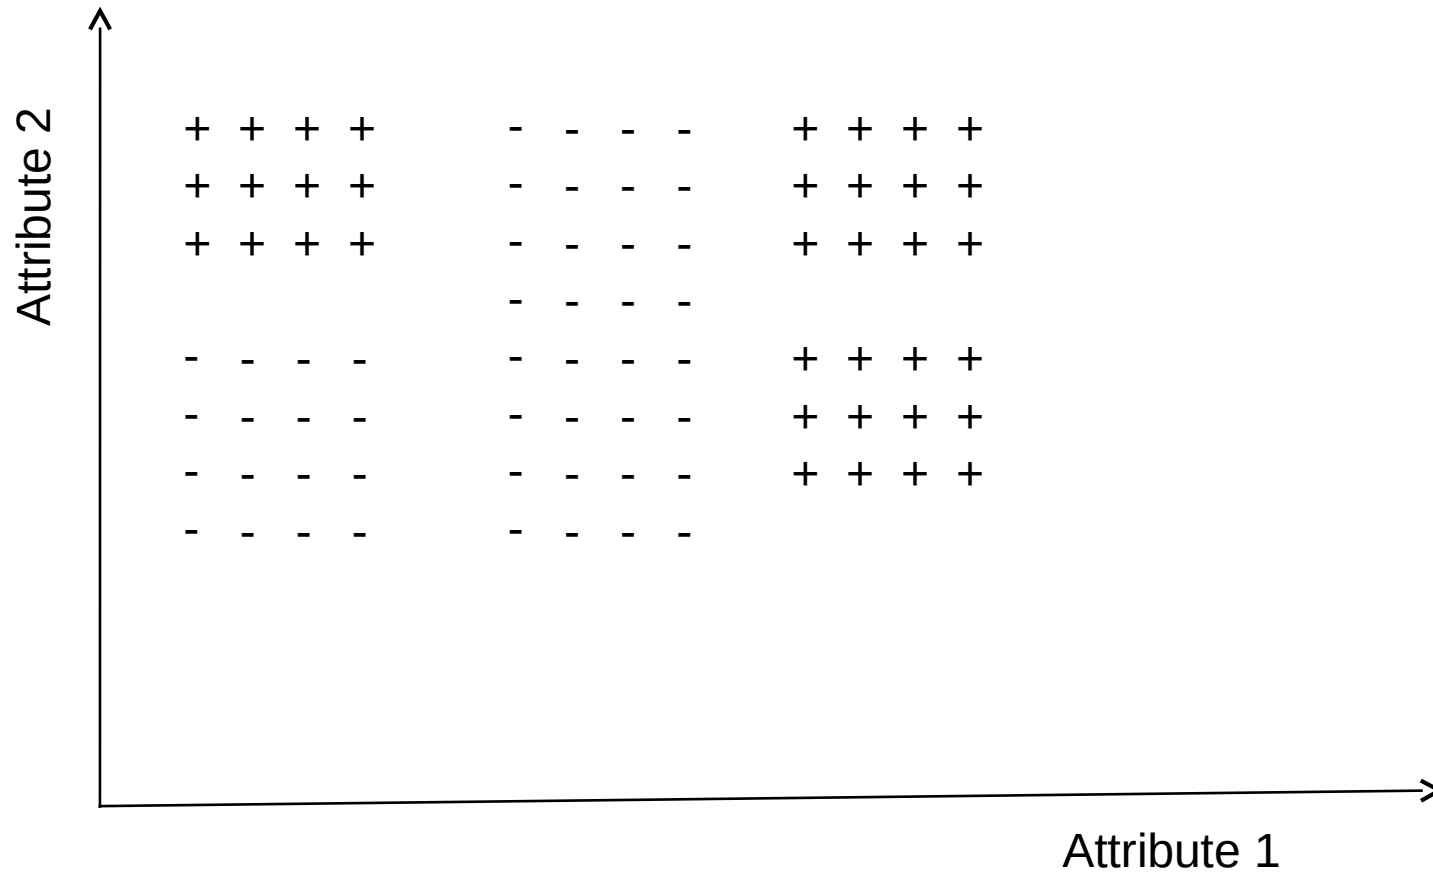 Attribute 2
+ + + + - - - - + + + +
+ + + + - - - - + + + +
+ + + + - - - - + + + +
- - - -
- - - - - - - - + + + +
- - - - - - - - + + + +
- - - - - - - - + + + +
- - - - - - - -
Attribute 1